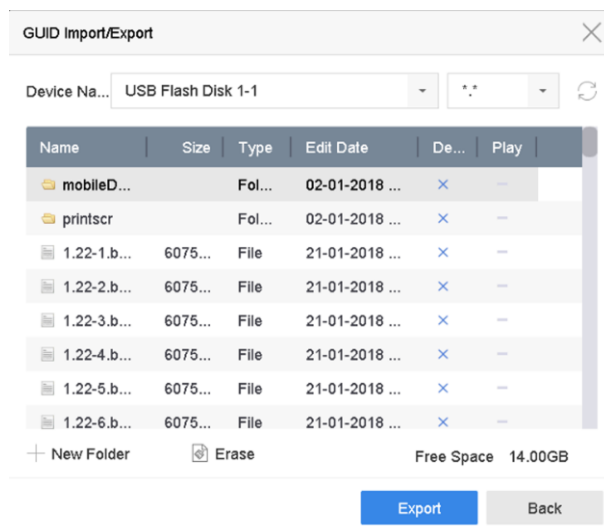 GUID Import/Export
Device Na... USB Flash Disk 1-1 *.*
Name Size Type Edit Date De... Play
mobileD... Fol... 02-01-2018 ...
printscr Fol... 02-01-2018 ...
1.22-1.b... 6075... File 21-01-2018 ...
1.22-2.b... 6075... File 21-01-2018 ...
1.22-3.b... 6075... File 21-01-2018 ...
1.22-4.b... 6075... File 21-01-2018 ...
1.22-5.b... 6075... File 21-01-2018 ...
1.22-6.b... 6075... File 21-01-2018 ...
New Folder Erase Free Space 14.00GB
Export Back